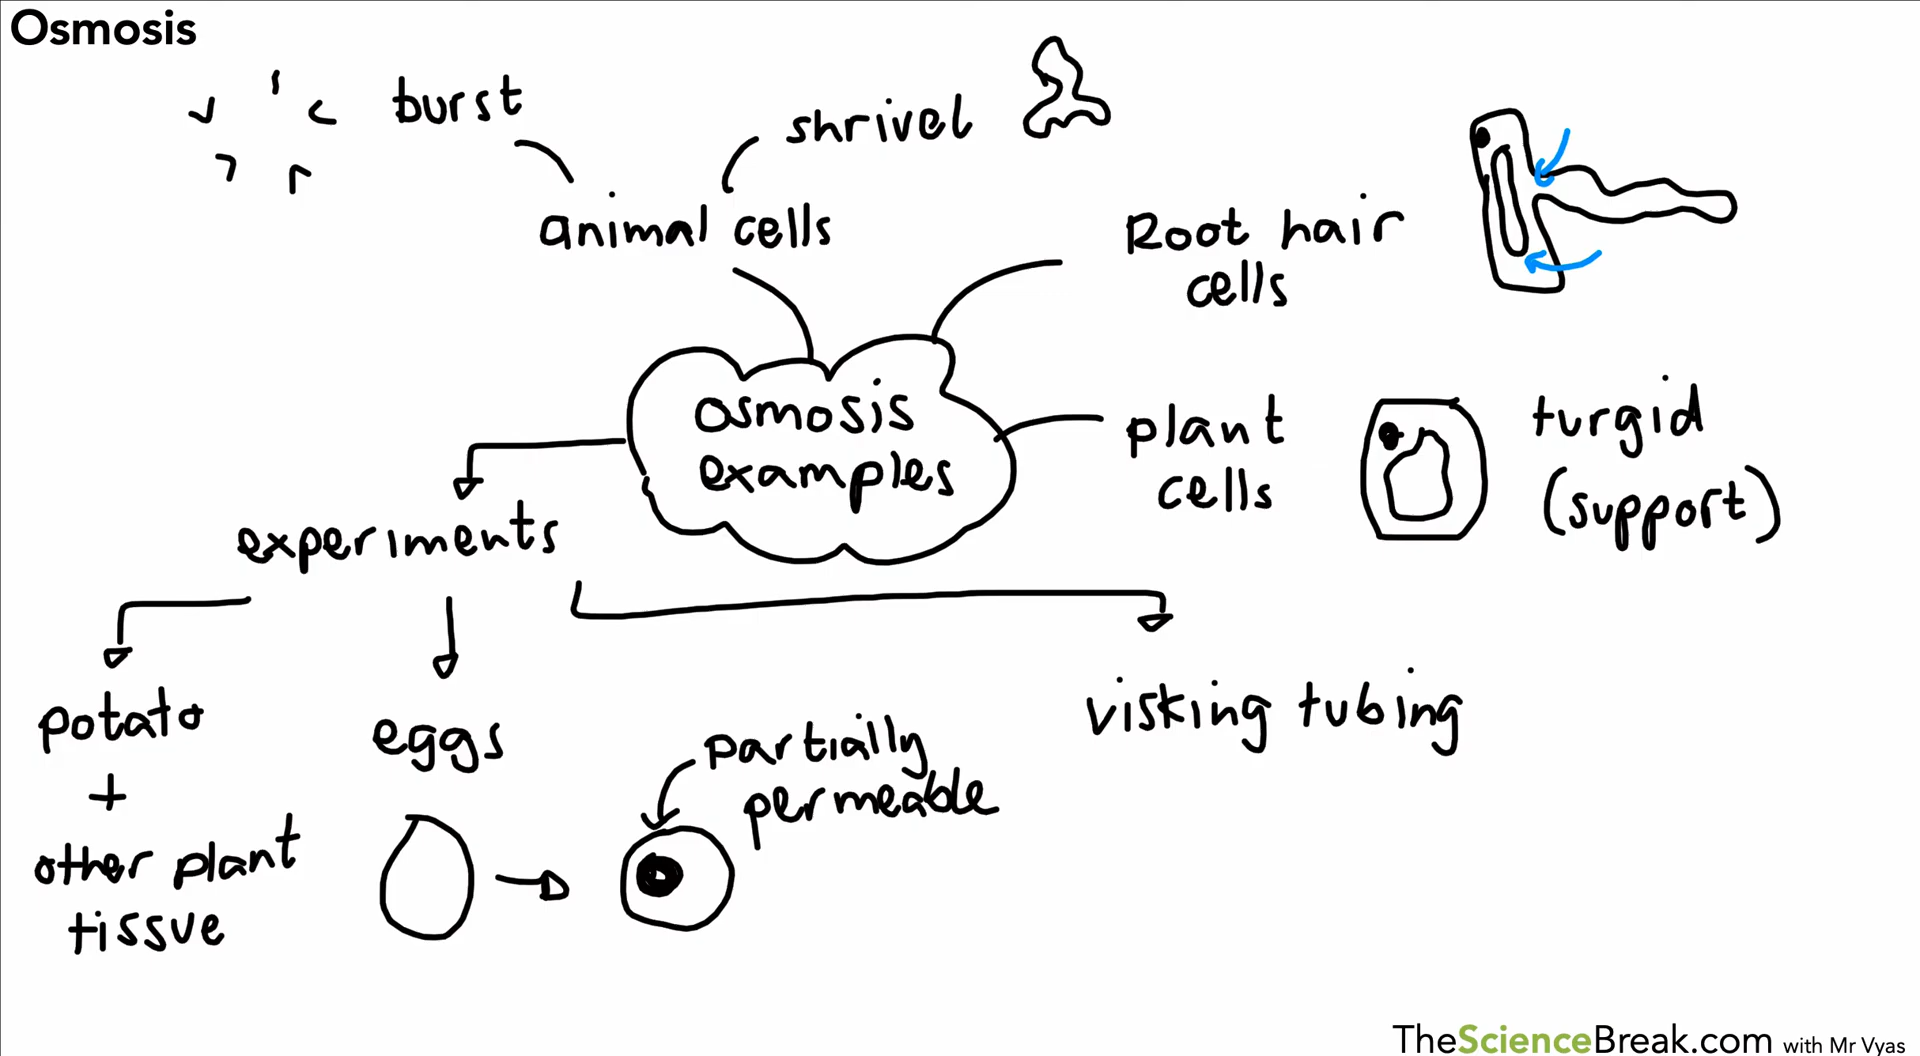 Osmosis
burst
shrivel
animal cells
Root hair
cells
osmosis
examples
plant
cells
turgid
(support)
experiments
potato
+
other plant
tissue
eggs
partially
permeable
visking tubing
TheScienceBreak.com with Mr Vyas